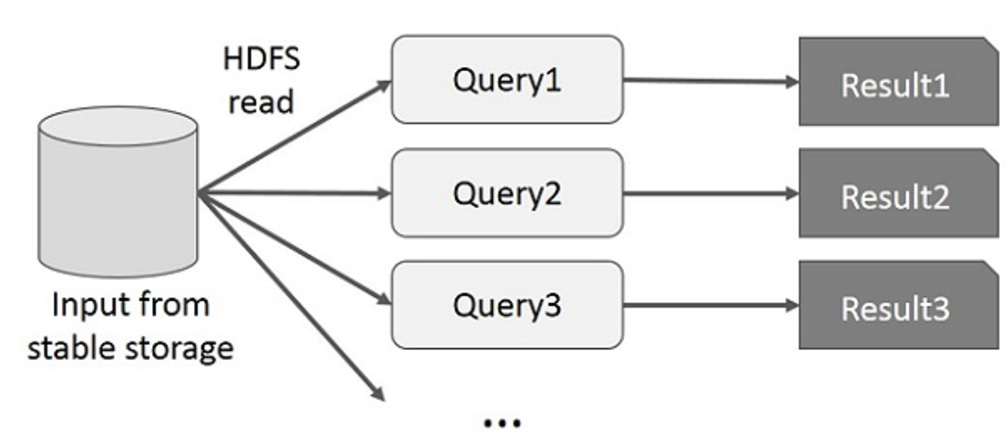 HDFS
read
Query1
Result1
Query2
Result2
Query3
Result3
Input from
stable storage
...